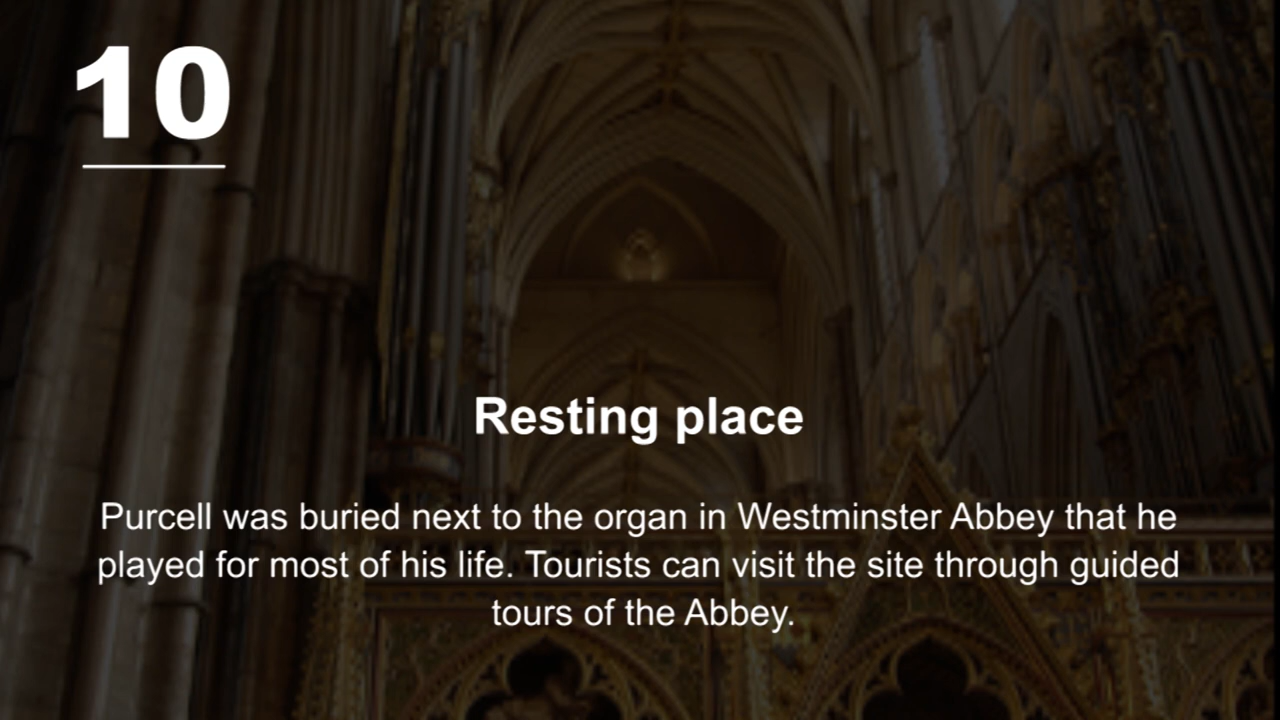 10
Resting place
Purcell was buried next to the organ in Westminster Abbey that he
played for most of his life. Tourists can visit the site through guided
tours of the Abbey.